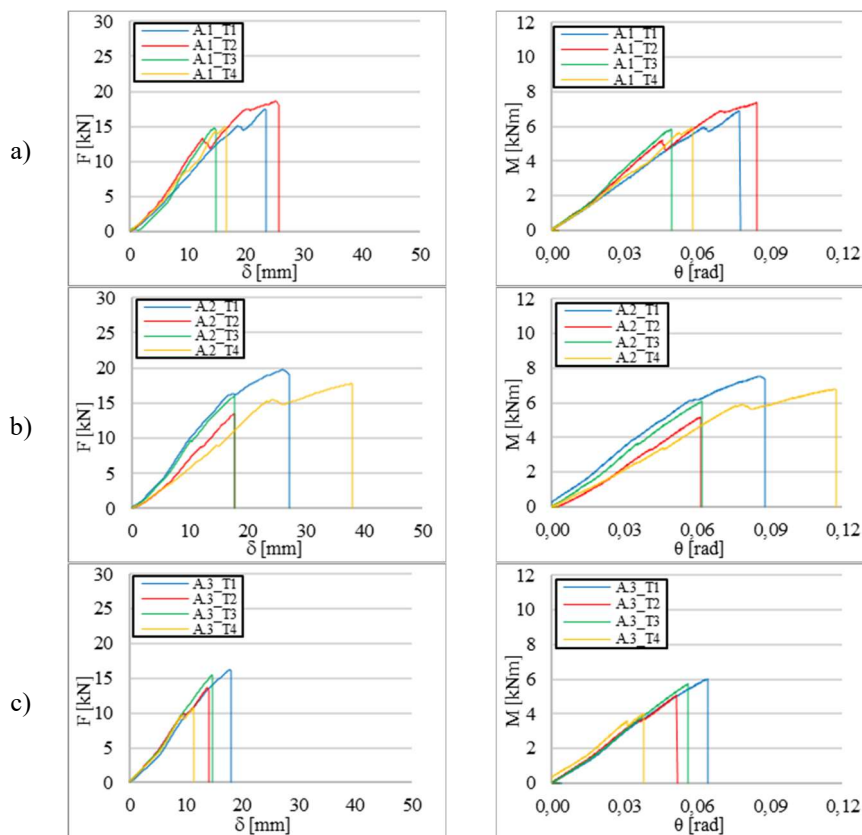 a)
30
25
20
15
10
5
0
F [kN]
A.1_T1
A.1_T2
A.1_T3
A.1_T4
0 10 20 30 40 50
δ [mm]
12
10
8
6
4
2
0
M [kNm]
A.1_T1
A.1_T2
A.1_T3
A.1_T4
0,00 0,03 0,06 0,09 0,12
θ [rad]
b)
30
25
20
15
10
5
0
F [kN]
A.2_T1
A.2_T2
A.2_T3
A.2_T4
0 10 20 30 40 50
δ [mm]
12
10
8
6
4
2
0
M [kNm]
A.2_T1
A.2_T2
A.2_T3
A.2_T4
0,00 0,03 0,06 0,09 0,12
θ [rad]
c)
30
25
20
15
10
5
0
F [kN]
A.3_T1
A.3_T2
A.3_T3
A.3_T4
0 10 20 30 40 50
δ [mm]
12
10
8
6
4
2
0
M [kNm]
A.3_T1
A.3_T2
A.3_T3
A.3_T4
0,00 0,03 0,06 0,09 0,12
θ [rad]